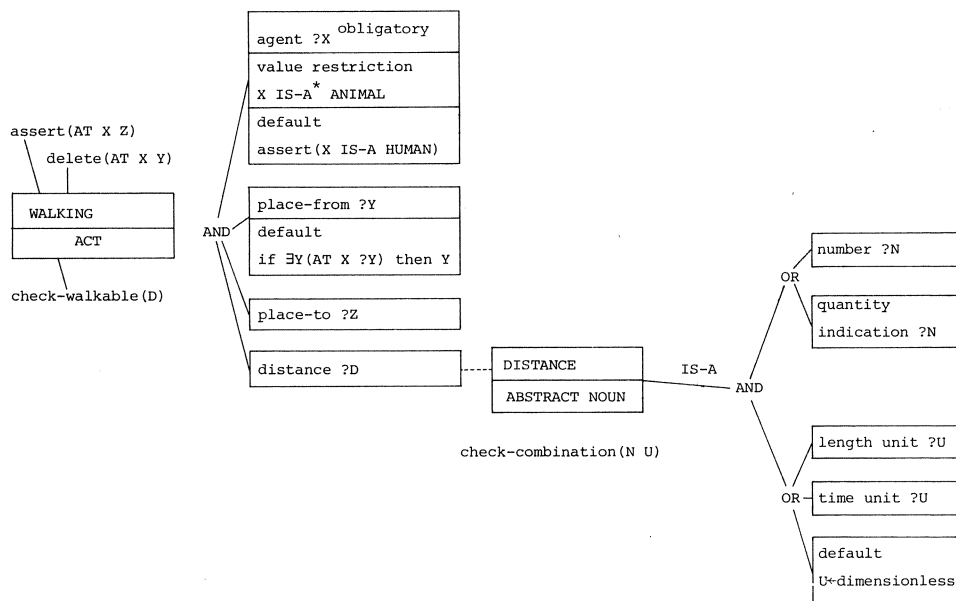 assert(AT X Z)
delete(AT X Y)
WALKING
ACT
check-walkable(D)
AND
agent ?X obligatory
value restriction
X IS-A* ANIMAL
default
assert(X IS-A HUMAN)
place-from ?Y
default
if ∃Y(AT X ?Y) then Y
place-to ?Z
distance ?D
DISTANCE
ABSTRACT NOUN
check-combination(N U)
IS-A
AND
OR
number ?N
quantity
indication ?N
OR
length unit ?U
time unit ?U
default
U←dimensionless